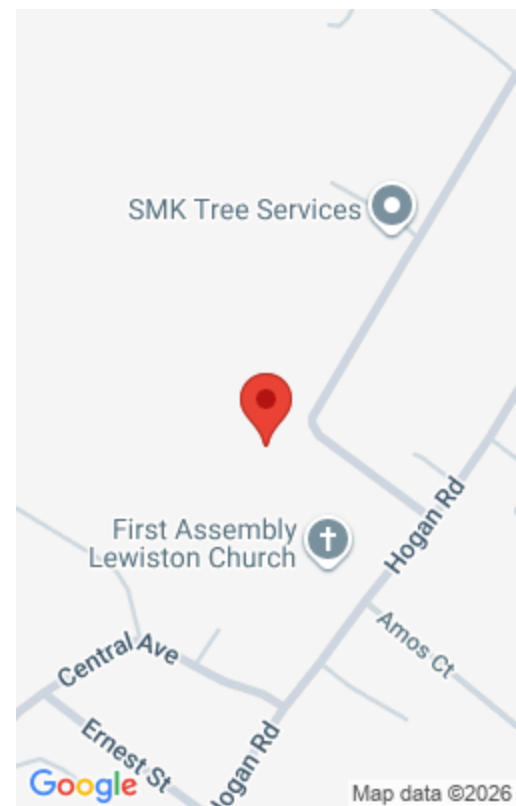 SMK Tree Services
First Assembly
Lewiston Church
Hogan Rd
Amos Ct
Central Ave
Ernest St
Hogan Rd
Google
Map data ©2026